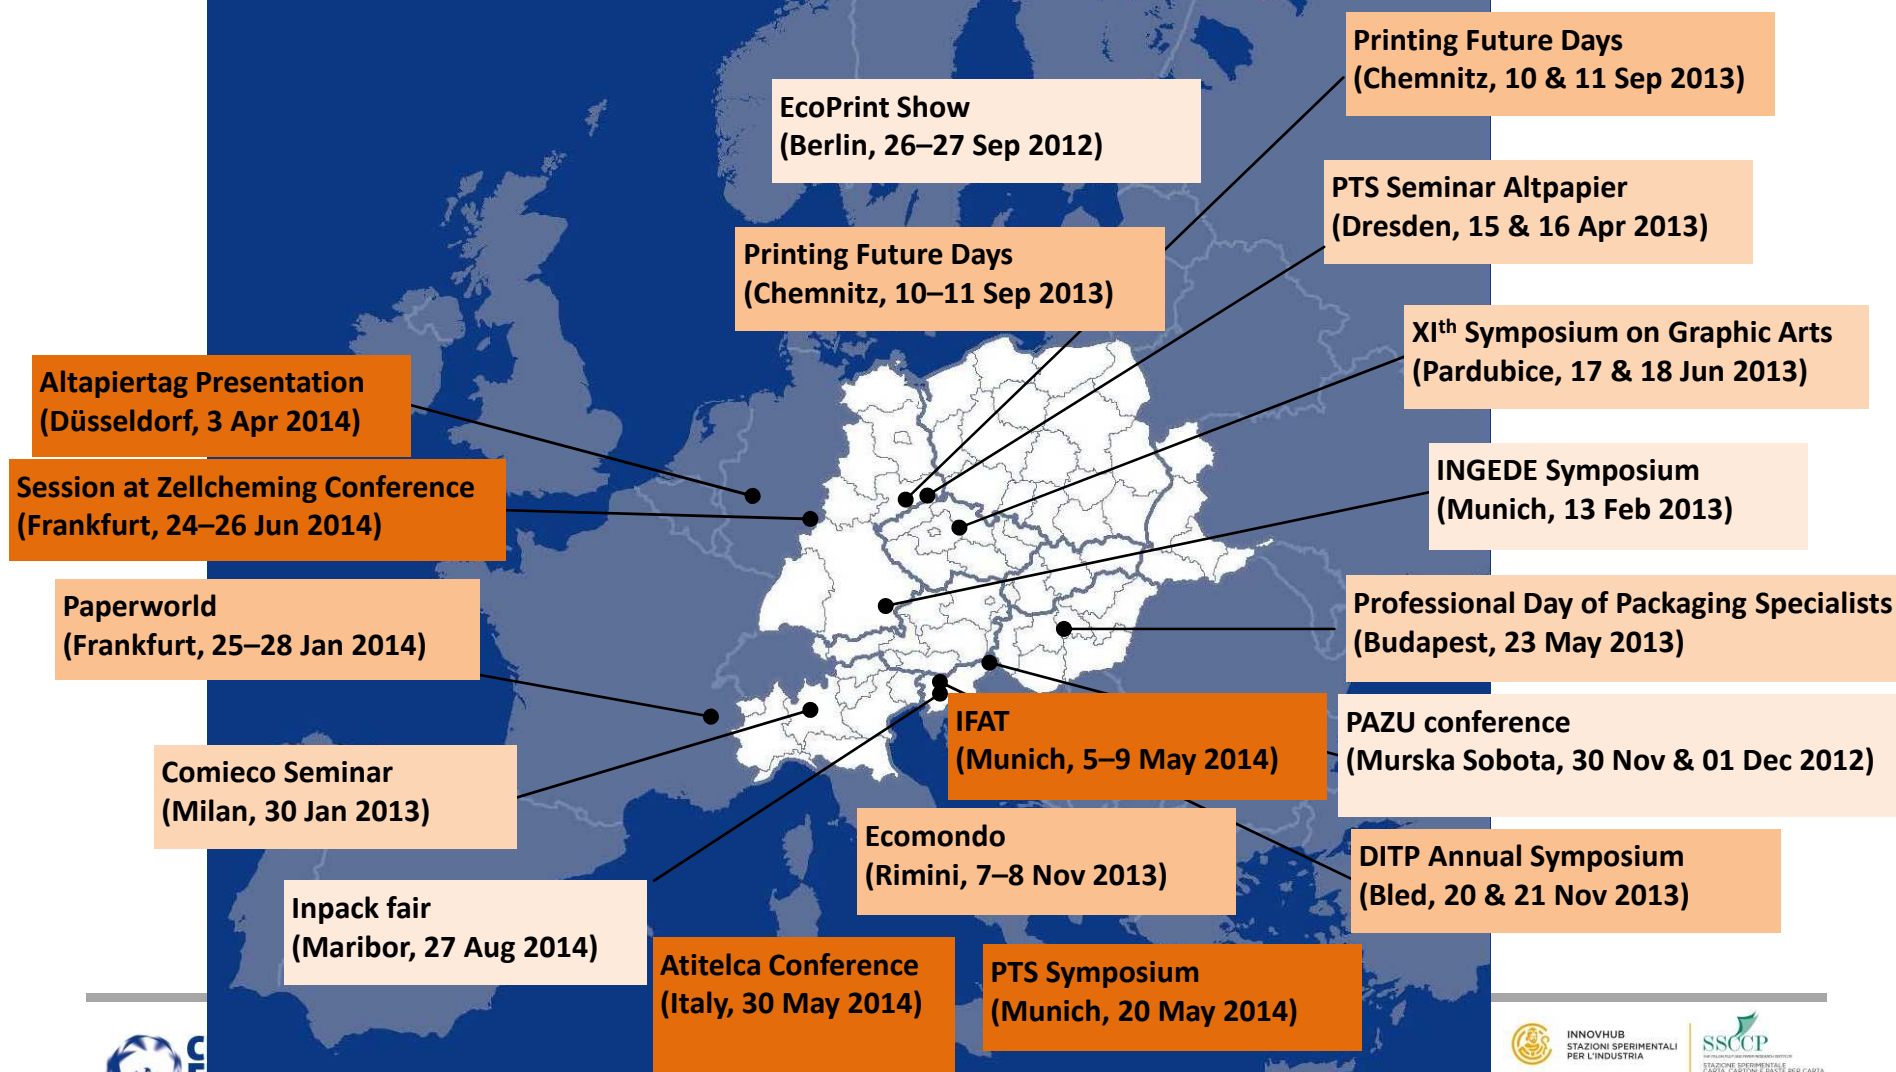 Printing Future Days
(Chemnitz, 10 & 11 Sep 2013)
EcoPrint Show
(Berlin, 26–27 Sep 2012)
PTS Seminar Altpapier
(Dresden, 15 & 16 Apr 2013)
Printing Future Days
(Chemnitz, 10–11 Sep 2013)
XIth Symposium on Graphic Arts
(Pardubice, 17 & 18 Jun 2013)
Altapiertag Presentation
(Düsseldorf, 3 Apr 2014)
Session at Zellcheming Conference
(Frankfurt, 24–26 Jun 2014)
INGEDE Symposium
(Munich, 13 Feb 2013)
Paperworld
(Frankfurt, 25–28 Jan 2014)
Professional Day of Packaging Specialists
(Budapest, 23 May 2013)
IFAT
(Munich, 5–9 May 2014)
PAZU conference
(Murska Sobota, 30 Nov & 01 Dec 2012)
Comieco Seminar
(Milan, 30 Jan 2013)
Ecomondo
(Rimini, 7–8 Nov 2013)
DITP Annual Symposium
(Bled, 20 & 21 Nov 2013)
Inpack fair
(Maribor, 27 Aug 2014)
Atitelca Conference
(Italy, 30 May 2014)
PTS Symposium
(Munich, 20 May 2014)
INNOVHUB
STAZIONI SPERIMENTALI
PER L'INDUSTRIA
SSCCP
STAZIONE SPERIMENTALE
CARTA, CARTONI E PASTE PER CARTA